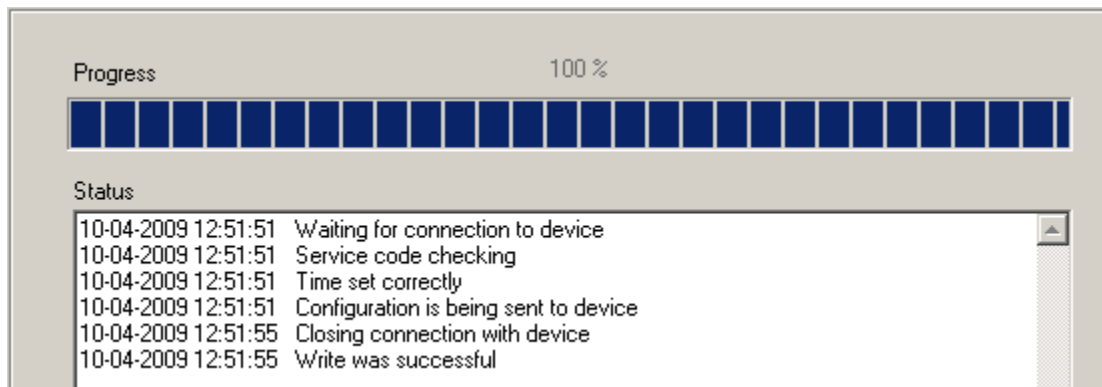 Progress 100 %
Status
10-04-2009 12:51:51 Waiting for connection to device
10-04-2009 12:51:51 Service code checking
10-04-2009 12:51:51 Time set correctly
10-04-2009 12:51:51 Configuration is being sent to device
10-04-2009 12:51:55 Closing connection with device
10-04-2009 12:51:55 Write was successful